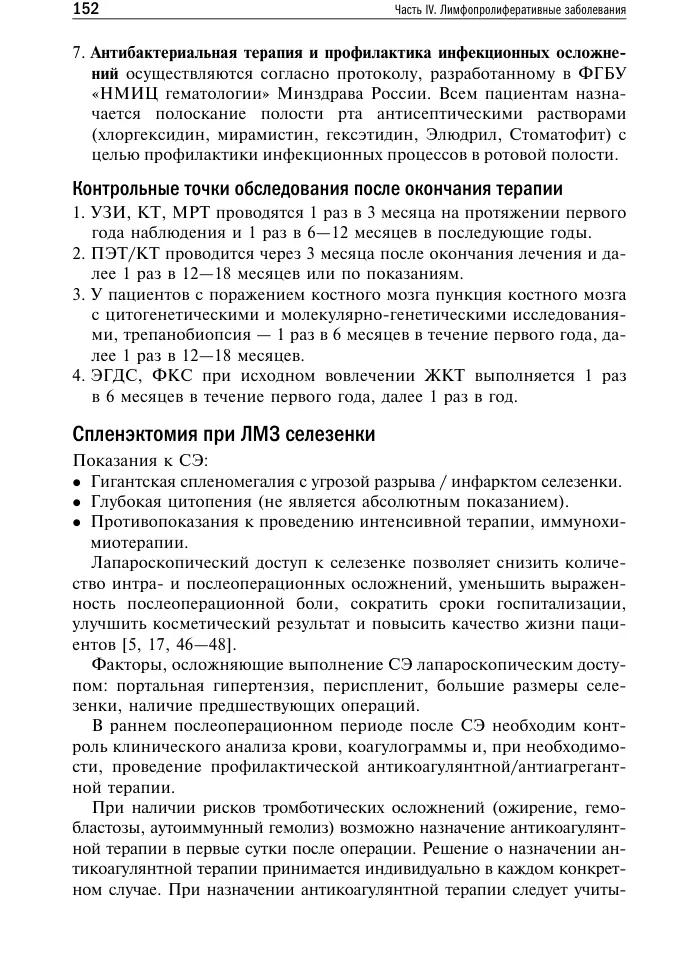 152
Часть IV. Лимфопролиферативные заболевания
7. Антибактериальная терапия и профилактика инфекционных осложне-
ний осуществляются согласно протоколу, разработанному в ФГБУ
«НМИЦ гематологии» Минздрава России. Всем пациентам назна-
чается полоскание полости рта антисептическими растворами
(хлоргексидин, мирамистин, гексэтидин, Элюдрил, Стоматофит) с
целью профилактики инфекционных процессов в ротовой полости.
Контрольные точки обследования после окончания терапии
1. УЗИ, КТ, МРТ проводятся 1 раз в 3 месяца на протяжении первого
года наблюдения и 1 раз в 6—12 месяцев в последующие годы.
2. ПЭТ/КТ проводится через 3 месяца после окончания лечения и да-
лее 1 раз в 12—18 месяцев или по показаниям.
3. У пациентов с поражением костного мозга пункция костного мозга
с цитогенетическими и молекулярно-генетическими исследования-
ми, трепанобиопсия — 1 раз в 6 месяцев в течение первого года, да-
лее 1 раз в 12—18 месяцев.
4. ЭГДС, ФКС при исходном вовлечении ЖКТ выполняется 1 раз
в 6 месяцев в течение первого года, далее 1 раз в год.
Спленэктомия при ЛМЗ селезенки
Показания к СЭ:
● Гигантская спленомегалия с угрозой разрыва / инфарктом селезенки.
● Глубокая цитопения (не является абсолютным показанием).
● Противопоказания к проведению интенсивной терапии, иммунохи-
миотерапии.
Лапароскопический доступ к селезенке позволяет снизить количе-
ство интра- и послеоперационных осложнений, уменьшить выражен-
ность послеоперационной боли, сократить сроки госпитализации,
улучшить косметический результат и повысить качество жизни паци-
ентов [5, 17, 46—48].
Факторы, осложняющие выполнение СЭ лапароскопическим досту-
пом: портальная гипертензия, периспленит, большие размеры селе-
зенки, наличие предшествующих операций.
В раннем послеоперационном периоде после СЭ необходим конт-
роль клинического анализа крови, коагулограммы и, при необходимо-
сти, проведение профилактической антикоагулянтной/антиагрегант-
ной терапии.
При наличии рисков тромботических осложнений (ожирение, гемо-
бластозы, аутоиммунный гемолиз) возможно назначение антикоагулянт-
ной терапии в первые сутки после операции. Решение о назначении ан-
тикоагулянтной терапии принимается индивидуально в каждом конкрет-
ном случае. При назначении антикоагулянтной терапии следует учиты-